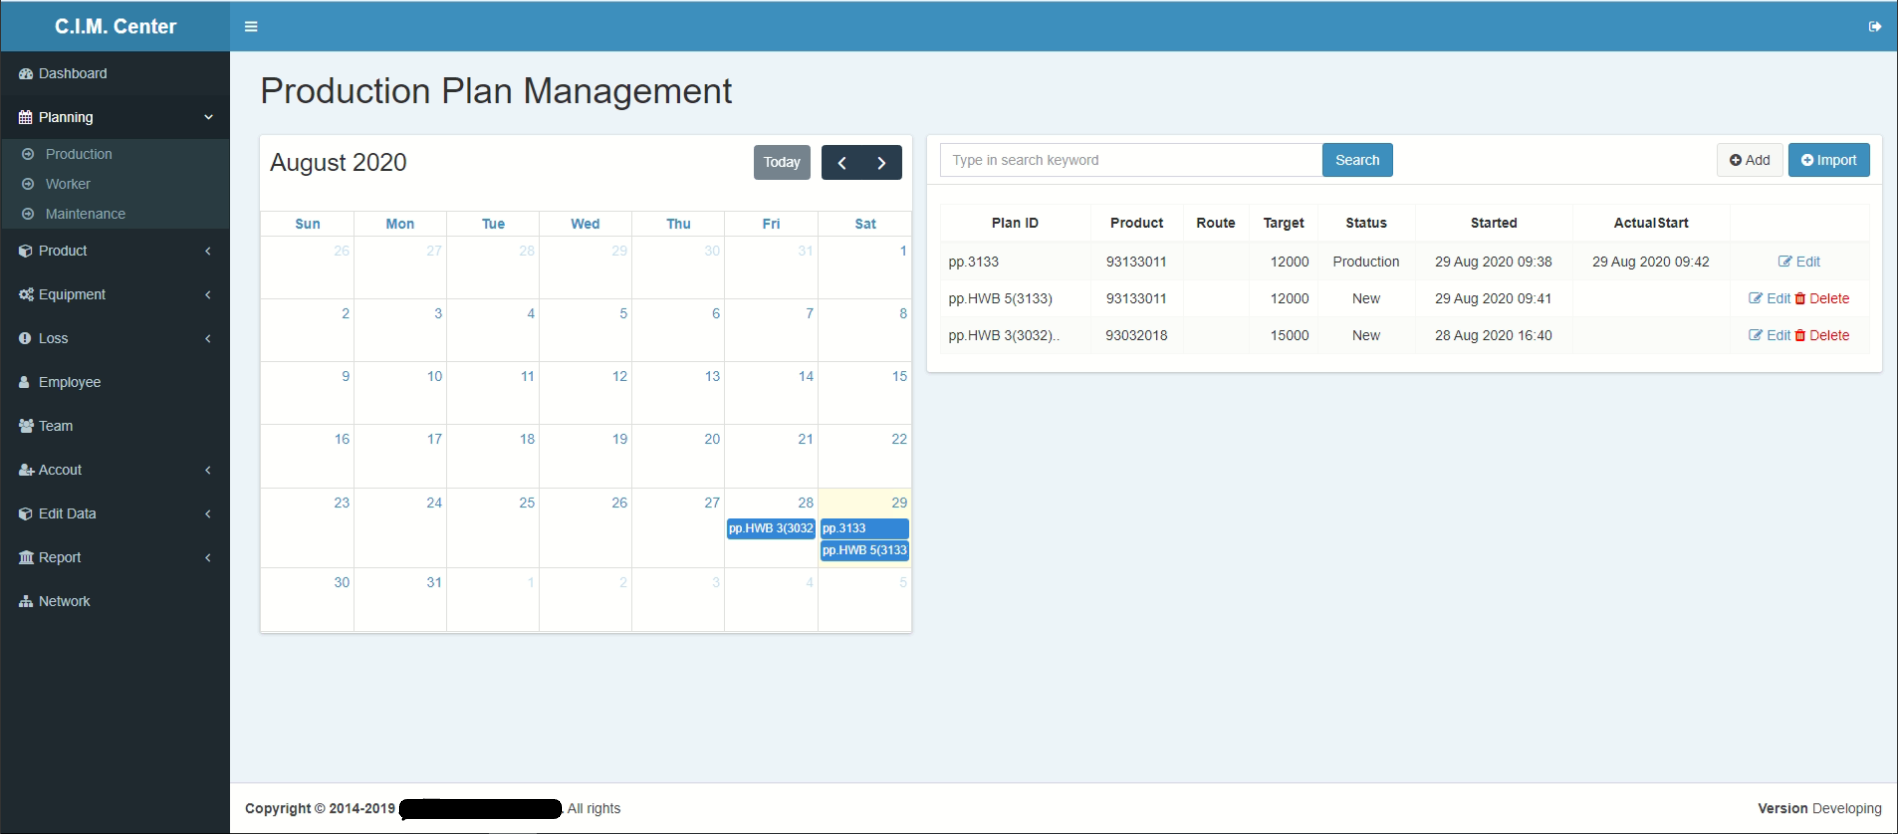 C.I.M. Center
Dashboard
Planning
Production
Worker
Maintenance
Product
Equipment
Loss
Employee
Team
Accout
Edit Data
Report
Network
Production Plan Management
August 2020
Today
Sun Mon Tue Wed Thu Fri Sat
26 27 28 29 30 31 1
2 3 4 5 6 7 8
9 10 11 12 13 14 15
16 17 18 19 20 21 22
23 24 25 26 27 28 29
pp.HWB 3(3032 pp.3133
pp.HWB 5(3133
30 31 1 2 3 4 5
Type in search keyword Search Add Import
Plan ID Product Route Target Status Started ActualStart
pp.3133 93133011 12000 Production 29 Aug 2020 09:38 29 Aug 2020 09:42 Edit
pp.HWB 5(3133) 93133011 12000 New 29 Aug 2020 09:41 Edit Delete
pp.HWB 3(3032).. 93032018 15000 New 28 Aug 2020 16:40 Edit Delete
Copyright © 2014-2019 . All rights
Version Developing